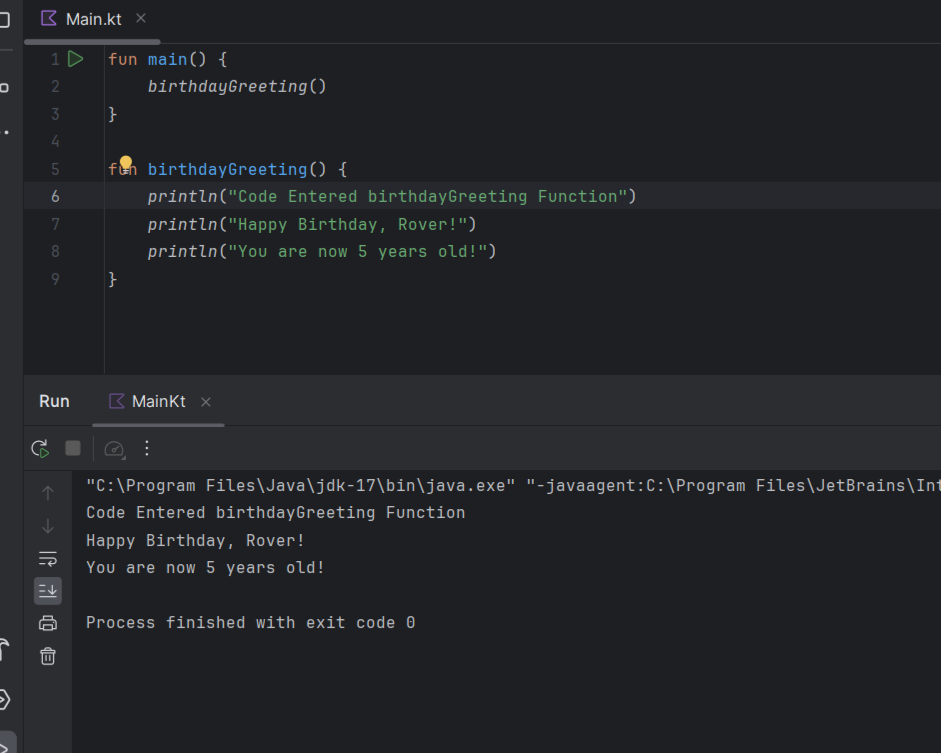 Main.kt
1 fun main() {
2     birthdayGreeting()
3 }
4
5 fun birthdayGreeting() {
6     println("Code Entered birthdayGreeting Function")
7     println("Happy Birthday, Rover!")
8     println("You are now 5 years old!")
9 }
Run MainKt
"C:\Program Files\Java\jdk-17\bin\java.exe" "-javaagent:C:\Program Files\JetBrains\Int
Code Entered birthdayGreeting Function
Happy Birthday, Rover!
You are now 5 years old!
Process finished with exit code 0